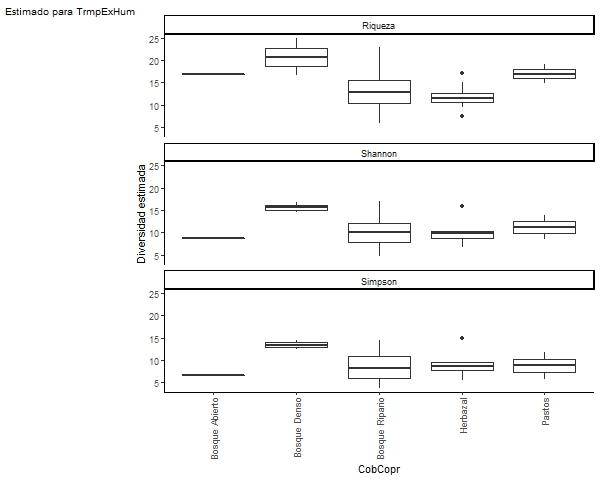 Estimado para TrmpExHum
Riqueza
25
20
15
10
5
Shannon
25
20
15
10
5
Simpson
25
20
15
10
5
Diversidad estimada
Bosque Abierto
Bosque Denso
Bosque Ripario
Herbazal
Pastos
CobCopr